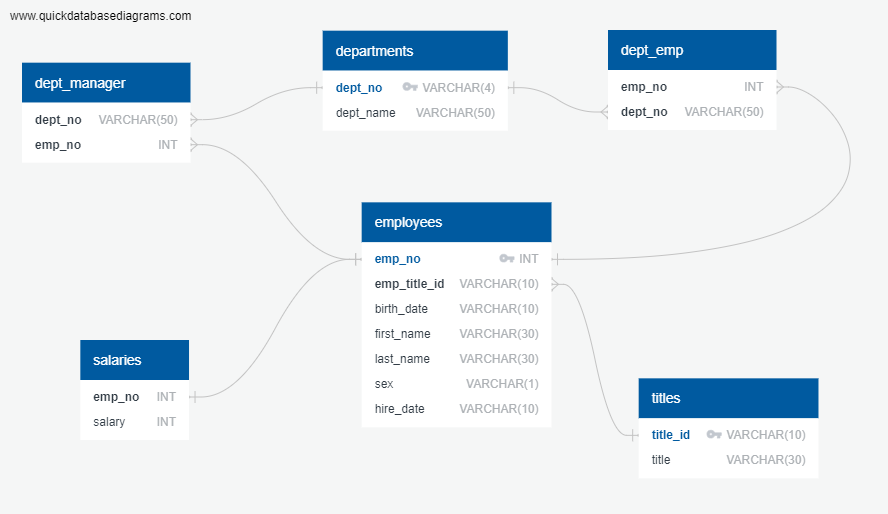 www.quickdatabasediagrams.com
dept_manager
dept_no VARCHAR(50)
emp_no INT
departments
dept_no VARCHAR(4)
dept_name VARCHAR(50)
dept_emp
emp_no INT
dept_no VARCHAR(50)
employees
emp_no INT
emp_title_id VARCHAR(10)
birth_date VARCHAR(10)
first_name VARCHAR(30)
last_name VARCHAR(30)
sex VARCHAR(1)
hire_date VARCHAR(10)
salaries
emp_no INT
salary INT
titles
title_id VARCHAR(10)
title VARCHAR(30)